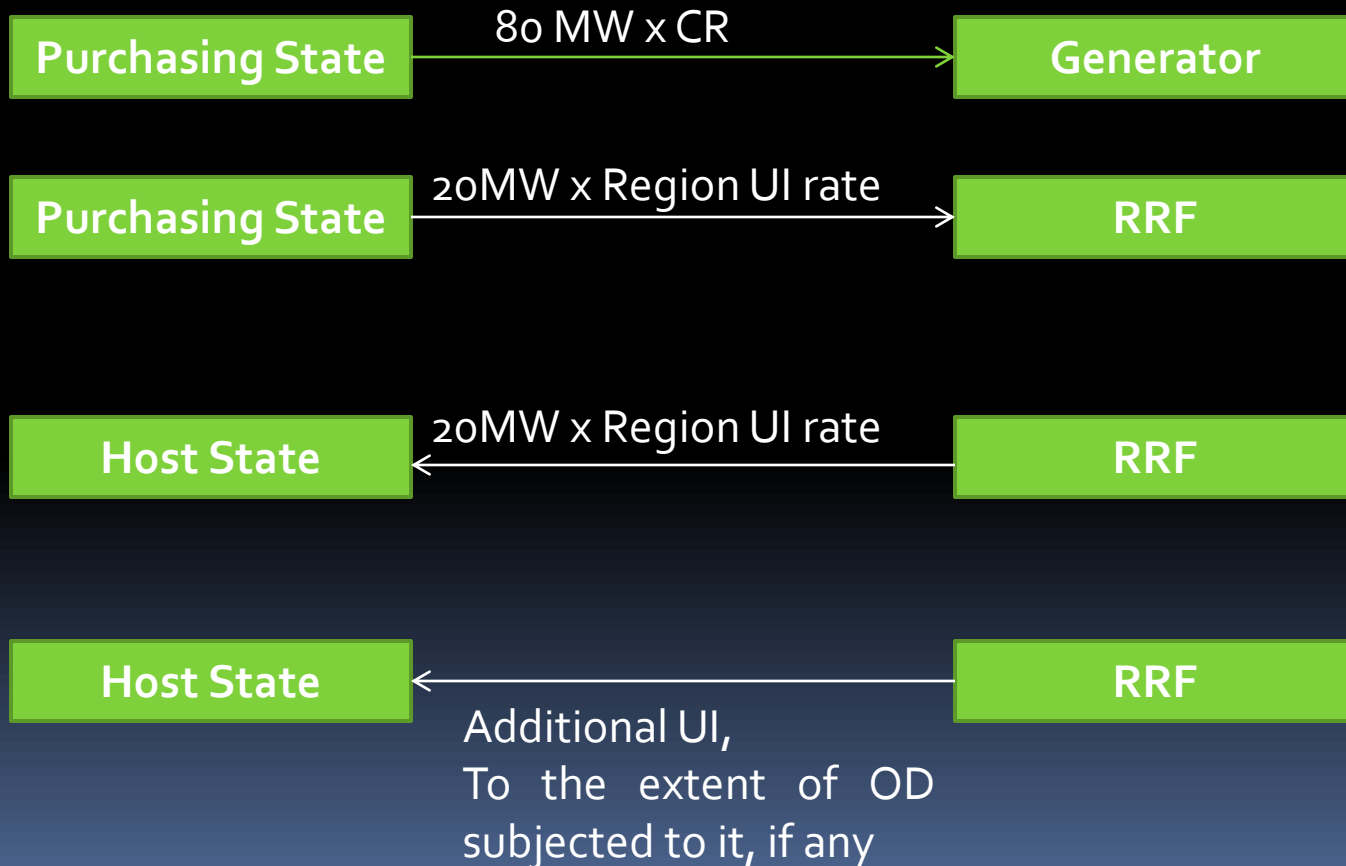 80 MW x CR
Purchasing State
Generator
20MW x Region UI rate
Purchasing State
RRF
20MW x Region UI rate
Host State
RRF
Host State
RRF
Additional UI,
To the extent of OD
subjected to it, if any